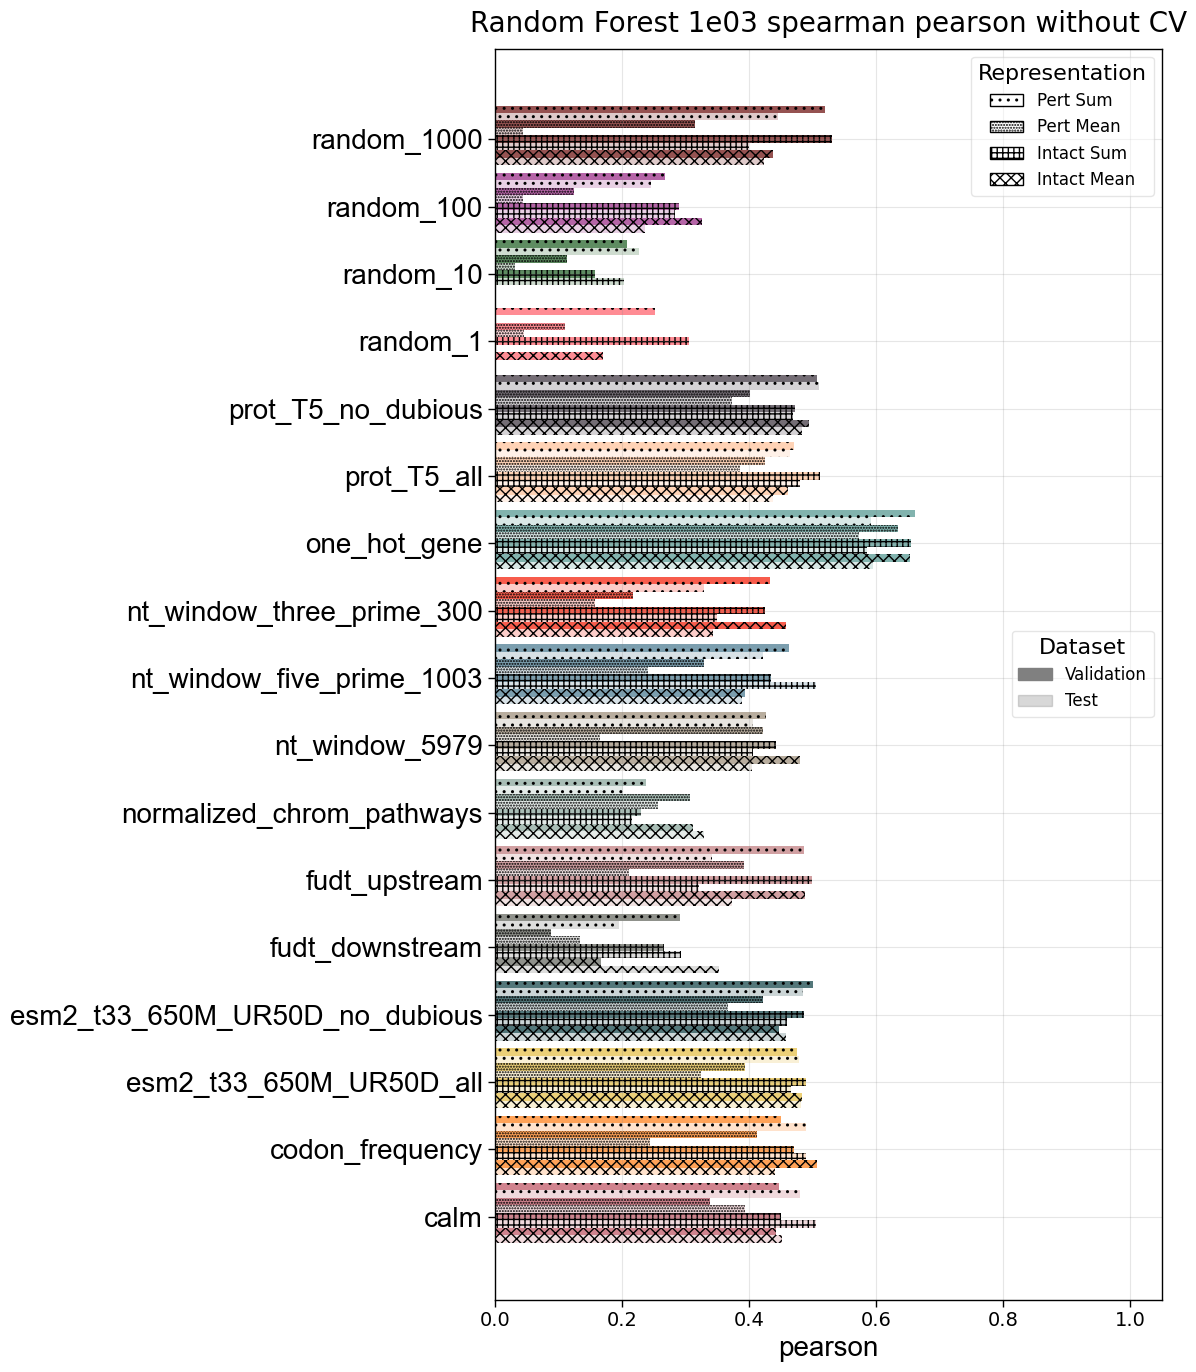 Random Forest 1e03 spearman pearson without CV
Representation
Pert Sum
Pert Mean
Intact Sum
Intact Mean
random_1000
random_100
random_10
random_1
prot_T5_no_dubious
prot_T5_all
one_hot_gene
nt_window_three_prime_300
nt_window_five_prime_1003
nt_window_5979
normalized_chrom_pathways
fudt_upstream
fudt_downstream
esm2_t33_650M_UR50D_no_dubious
esm2_t33_650M_UR50D_all
codon_frequency
calm
Dataset
Validation
Test
0.0 0.2 0.4 0.6 0.8 1.0
pearson